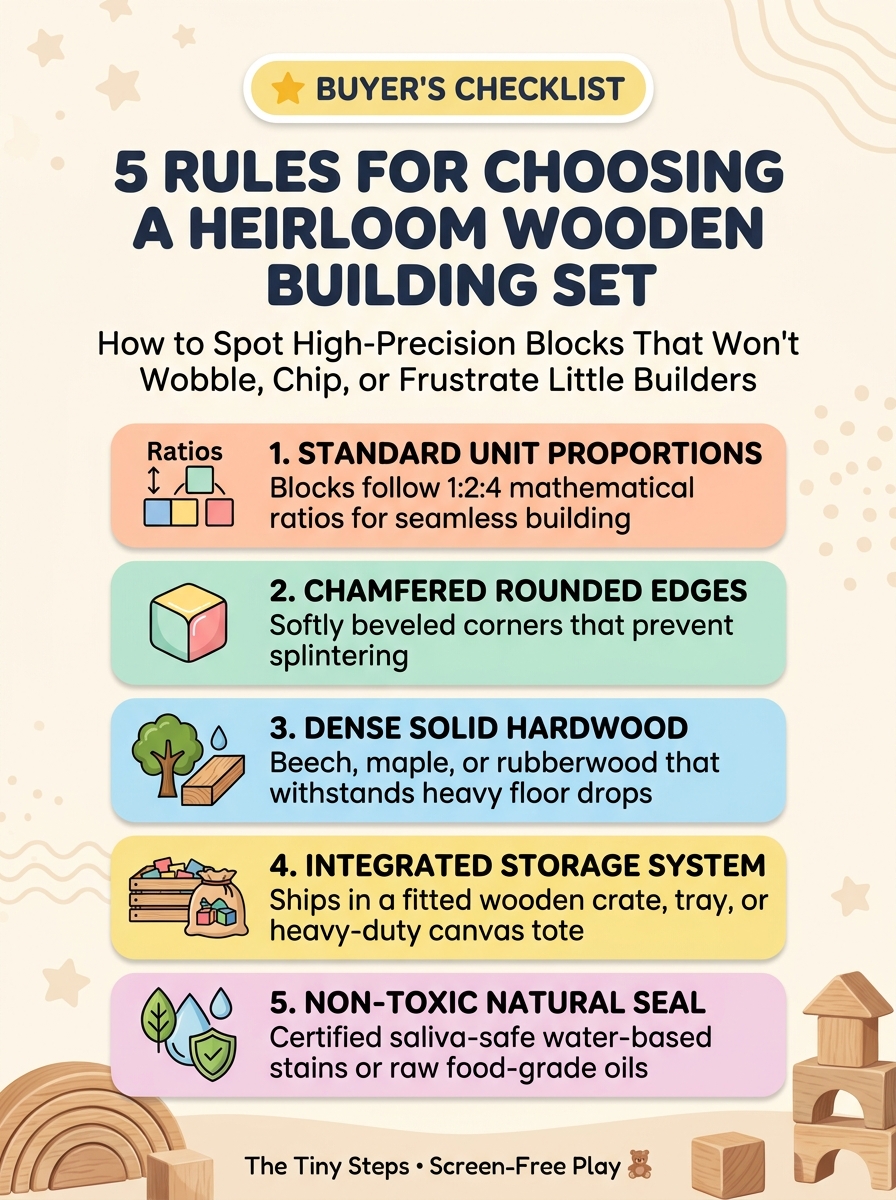 BUYER'S CHECKLIST
5 RULES FOR CHOOSING
A HEIRLOOM WOODEN
BUILDING SET
How to Spot High-Precision Blocks That Won't
Wobble, Chip, or Frustrate Little Builders
Ratios
1. STANDARD UNIT PROPORTIONS
Blocks follow 1:2:4 mathematical
ratios for seamless building
2. CHAMFERED ROUNDED EDGES
Softly beveled corners that prevent
splintering
3. DENSE SOLID HARDWOOD
Beech, maple, or rubberwood that
withstands heavy floor drops
4. INTEGRATED STORAGE SYSTEM
Ships in a fitted wooden crate, tray, or
heavy-duty canvas tote
5. NON-TOXIC NATURAL SEAL
Certified saliva-safe water-based
stains or raw food-grade oils
The Tiny Steps • Screen-Free Play